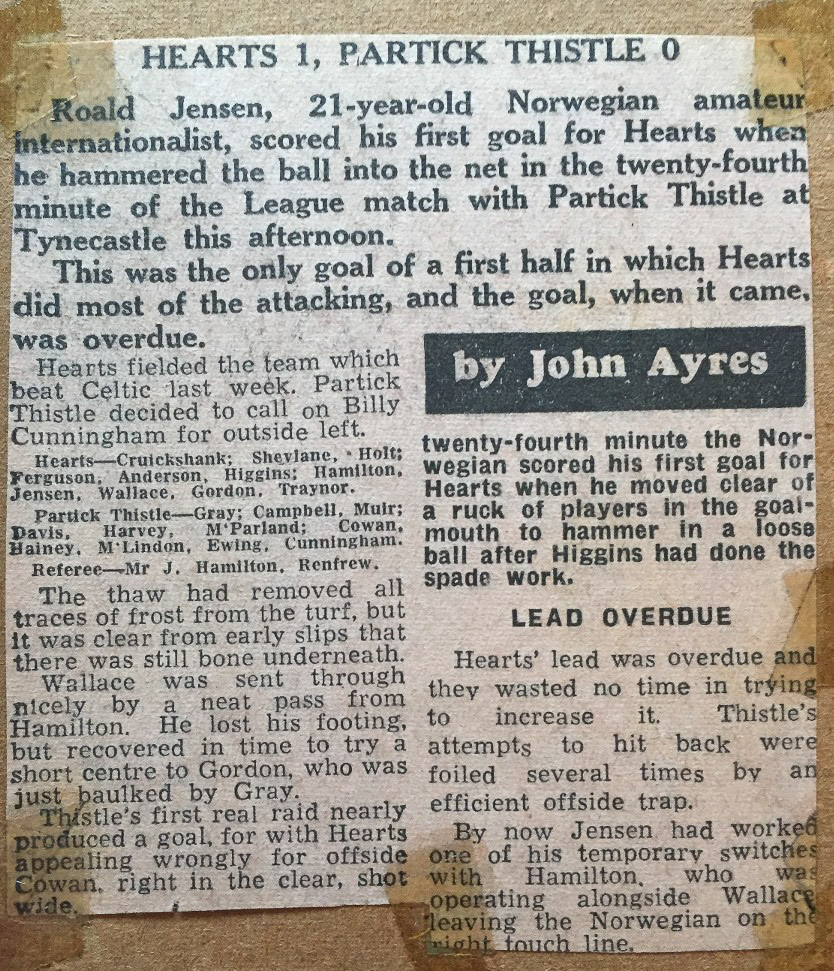 HEARTS 1, PARTICK THISTLE 0
Roald Jensen, 21-year-old Norwegian amateur
internationalist, scored his first goal for Hearts when
he hammered the ball into the net in the twenty-fourth
minute of the League match with Partick Thistle at
Tynecastle this afternoon.
This was the only goal of a first half in which Hearts
did most of the attacking, and the goal, when it came,
was overdue.
Hearts fielded the team which
beat Celtic last week. Partick
Thistle decided to call on Billy
Cunningham for outside left.
Hearts—Cruickshank; Shevlane, Holt;
Ferguson, Anderson, Higgins; Hamilton,
Jensen, Wallace, Gordon, Traynor.
Partick Thistle—Gray; Campbell, Muir;
Davis, Harvey, M'Parland; Cowan,
Hainey, M'Lindon, Ewing, Cunningham.
Referee—Mr J. Hamilton, Renfrew.
The thaw had removed all
traces of frost from the turf, but
it was clear from early slips that
there was still bone underneath.
Wallace was sent through
nicely by a neat pass from
Hamilton. He lost his footing,
but recovered in time to try a
short centre to Gordon, who was
just baulked by Gray.
Thistle's first real raid nearly
produced a goal, for with Hearts
appealing wrongly for offside
Cowan, right in the clear, shot
wide.
by John Ayres
twenty-fourth minute the Nor-
wegian scored his first goal for
Hearts when he moved clear of
a ruck of players in the goal-
mouth to hammer in a loose
ball after Higgins had done the
spade work.
LEAD OVERDUE
Hearts' lead was overdue and
they wasted no time in trying
to increase it. Thistle's
attempts to hit back were
foiled several times by an
efficient offside trap.
By now Jensen had worked
one of his temporary switches
with Hamilton, who was
operating alongside Wallace
leaving the Norwegian on the
right touch line.